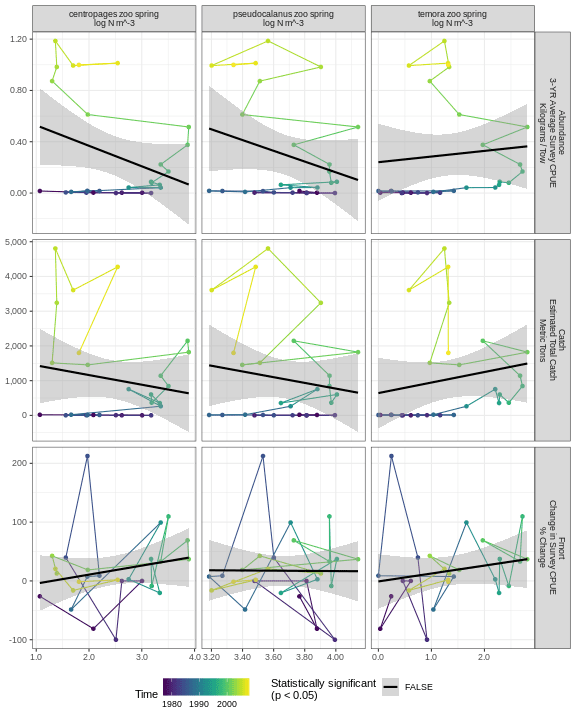 centropages zoo spring
log N m^-3
pseudocalanus zoo spring
log N m^-3
temora zoo spring
log N m^-3
1.20
0.80
0.40
0.00
Abundance
3-YR Average Survey CPUE
Kilograms / Tow
5,000
4,000
3,000
2,000
1,000
0
Catch
Estimated Total Catch
Metric Tons
200
100
0
-100
Fmort
Change in Survey CPUE
% Change
1.0 2.0 3.0 4.0
3.20 3.40 3.60 3.80 4.00
0.0 1.0 2.0
Time
1980 1990 2000
Statistically significant
(p < 0.05)
FALSE